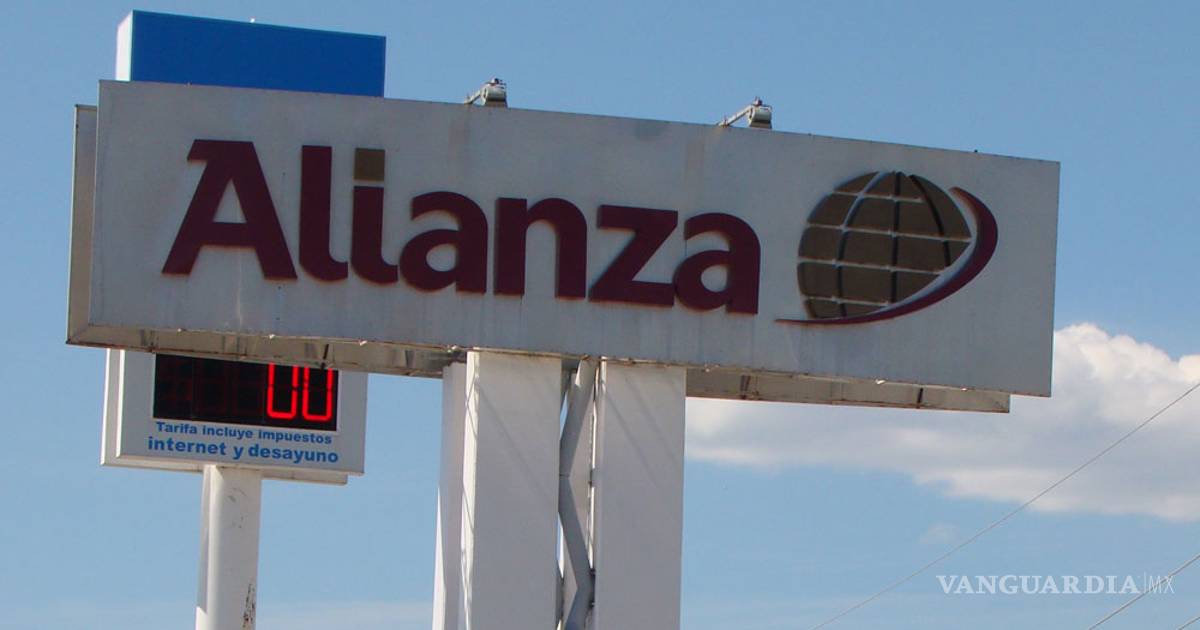 Alianza
00
Tarifa incluye impuestos
internet y desayuno
VANGUARDIA|MX